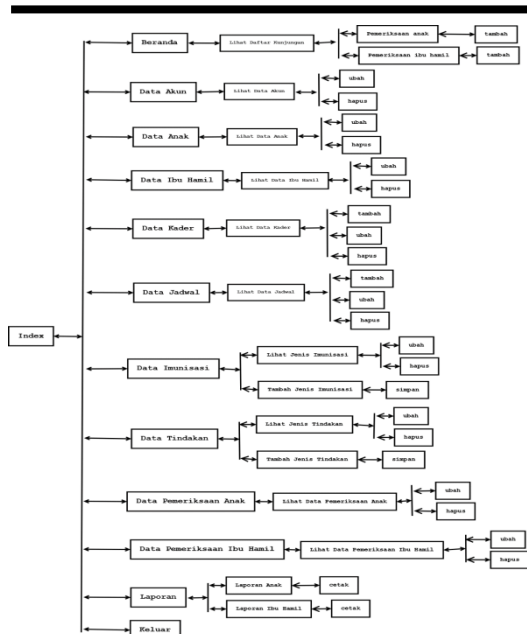 Beranda
Lihat Daftar Kunjungan
Pemeriksaan anak
tambah
Pemeriksaan ibu hamil
tambah
Data Akun
Lihat Data Akun
ubah
hapus
Data Anak
Lihat Data Anak
ubah
hapus
Data Ibu Hamil
Lihat Data Ibu Hamil
ubah
hapus
Data Kader
Lihat Data Kader
tambah
ubah
hapus
Data Jadwal
Lihat Data Jadwal
tambah
ubah
hapus
Index
Data Imunisasi
Lihat Jenis Imunisasi
ubah
hapus
Tambah Jenis Imunisasi
simpan
Data Tindakan
Lihat Jenis Tindakan
ubah
hapus
Tambah Jenis Tindakan
simpan
Data Pemeriksaan Anak
Lihat Data Pemeriksaan Anak
ubah
hapus
Data Pemeriksaan Ibu Hamil
Lihat Data Pemeriksaan Ibu Hamil
ubah
hapus
Laporan
Laporan Anak
cetak
Laporan Ibu Hamil
cetak
Keluar